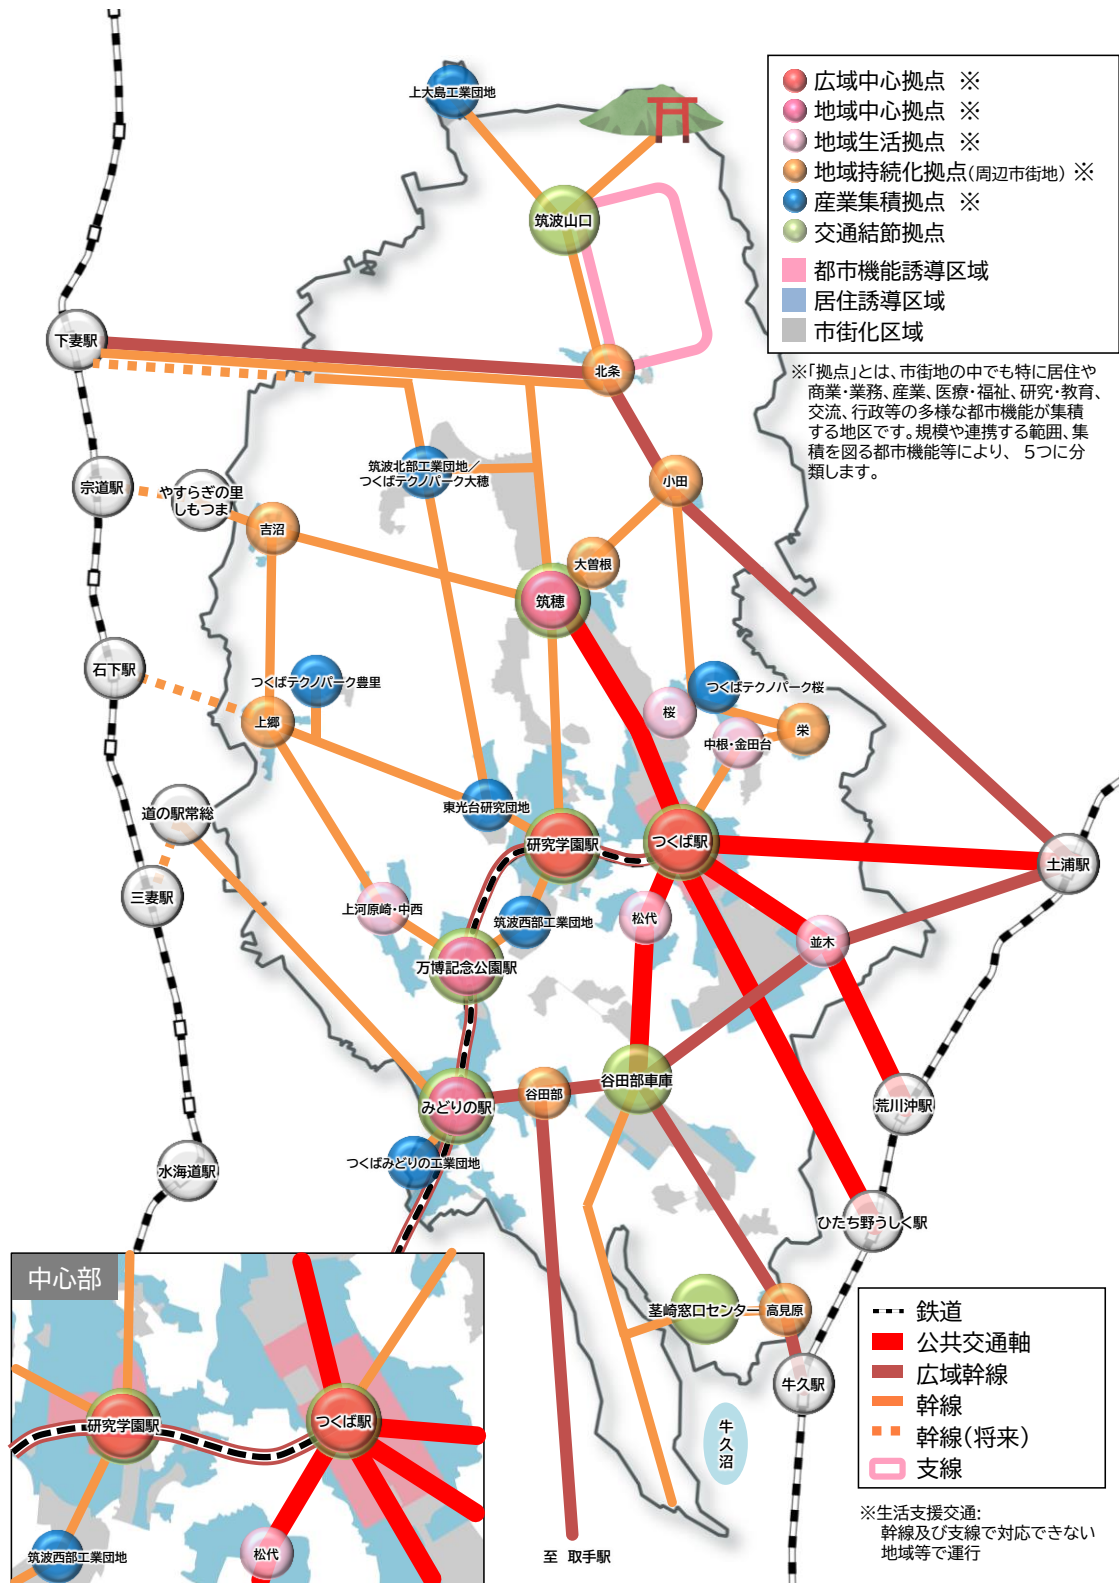 上大島工業団地
筑波山口
下妻駅
北条
筑波北部工業団地／
つくばテクノパーク大穂
小田
宗道駅
やすらぎの里
しもつま
吉沼
大曽根
筑穂
石下駅
つくばテクノパーク豊里
上郷
つくばテクノパーク桜
桜
中根・金田台
栄
道の駅常総
東光台研究団地
研究学園駅
つくば駅
土浦駅
三妻駅
上河原崎・中西
筑波西部工業団地
松代
並木
万博記念公園駅
谷田部車庫
みどりの駅
谷田部
荒川沖駅
つくばみどりの工業団地
水海道駅
ひたち野うしく駅
茎崎窓口センター
高見原
牛久駅
牛久沼
至 取手駅
広域中心拠点 ※
地域中心拠点 ※
地域生活拠点 ※
地域持続化拠点(周辺市街地) ※
産業集積拠点 ※
交通結節拠点
都市機能誘導区域
居住誘導区域
市街化区域
※「拠点」とは、市街地の中でも特に居住や
商業・業務、産業、医療・福祉、研究・教育、
交流、行政等の多様な都市機能が集積
する地区です。規模や連携する範囲、集
積を図る都市機能等により、 5つに分
類します。
中心部
研究学園駅
つくば駅
筑波西部工業団地
松代
鉄道
公共交通軸
広域幹線
幹線
幹線(将来)
支線
※生活支援交通:
幹線及び支線で対応できない
地域等で運行